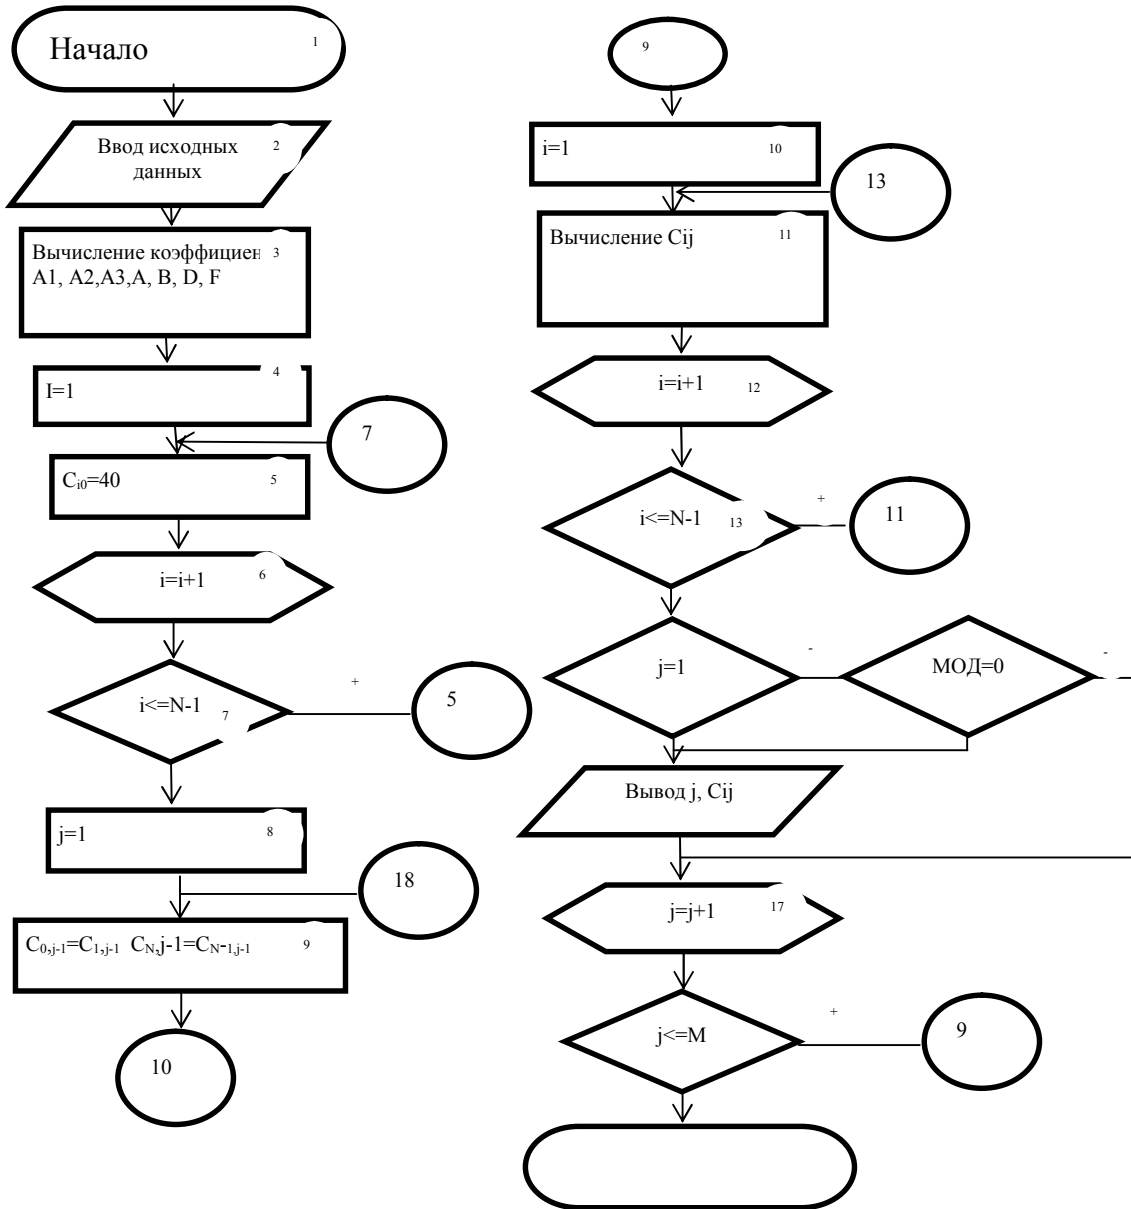 Начало 1
Ввод исходных 2
данных
Вычисление коэффициен 3
A1, A2,A3,A, B, D, F
I=1 4
7
Ci0=40 5
i=i+1 6
i<=N-1 7
+
5
j=1 8
18
C0,j-1=C1,j-1 CN,j-1=CN-1,j-1 9
10
9
i=1 10
13
Вычисление Cij 11
i=i+1 12
i<=N-1 13
+
11
j=1
-
МОД=0
-
Вывод j, Cij
j=j+1 17
j<=M
+
9